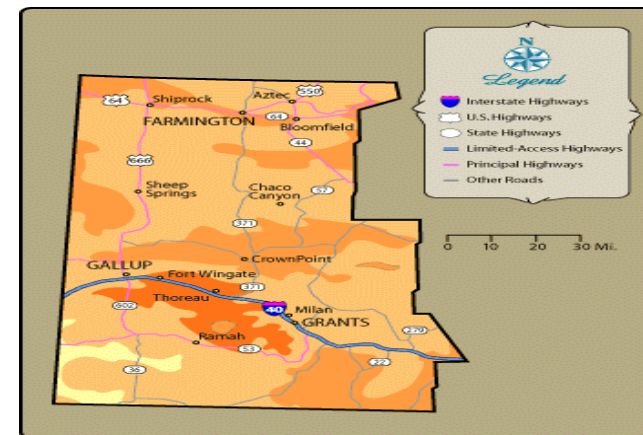 N
Legend
Interstate Highways
U.S. Highways
State Highways
Limited-Access Highways
Principal Highways
Other Roads
0 10 20 30 Mi.
64
Shiprock
Aztec
550
FARMINGTON
64
Bloomfield
44
666
Sheep
Springs
Chaco
Canyon
57
371
CrownPoint
GALLUP
Fort Wingate
Thoreau
371
602
40
Milan
GRANTS
279
Ramah
53
22
36